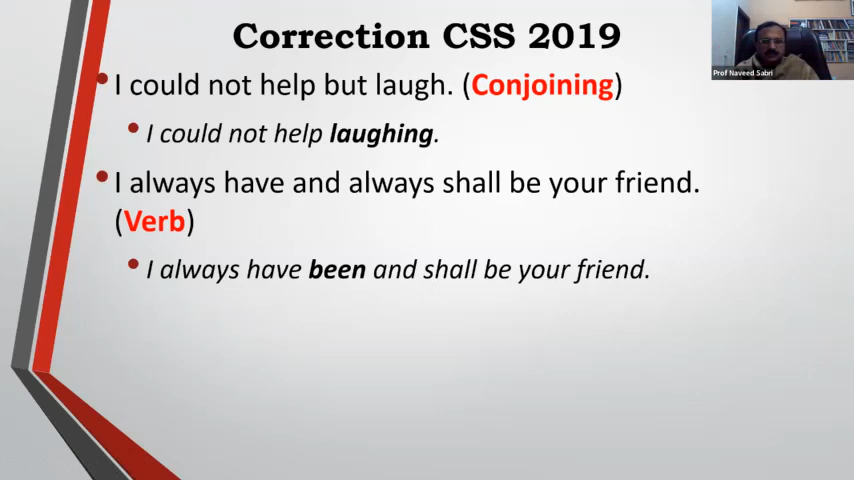 Correction CSS 2019
Prof Naveed Sabri
I could not help but laugh. (Conjoining)
I could not help laughing.
I always have and always shall be your friend.
(Verb)
I always have been and shall be your friend.